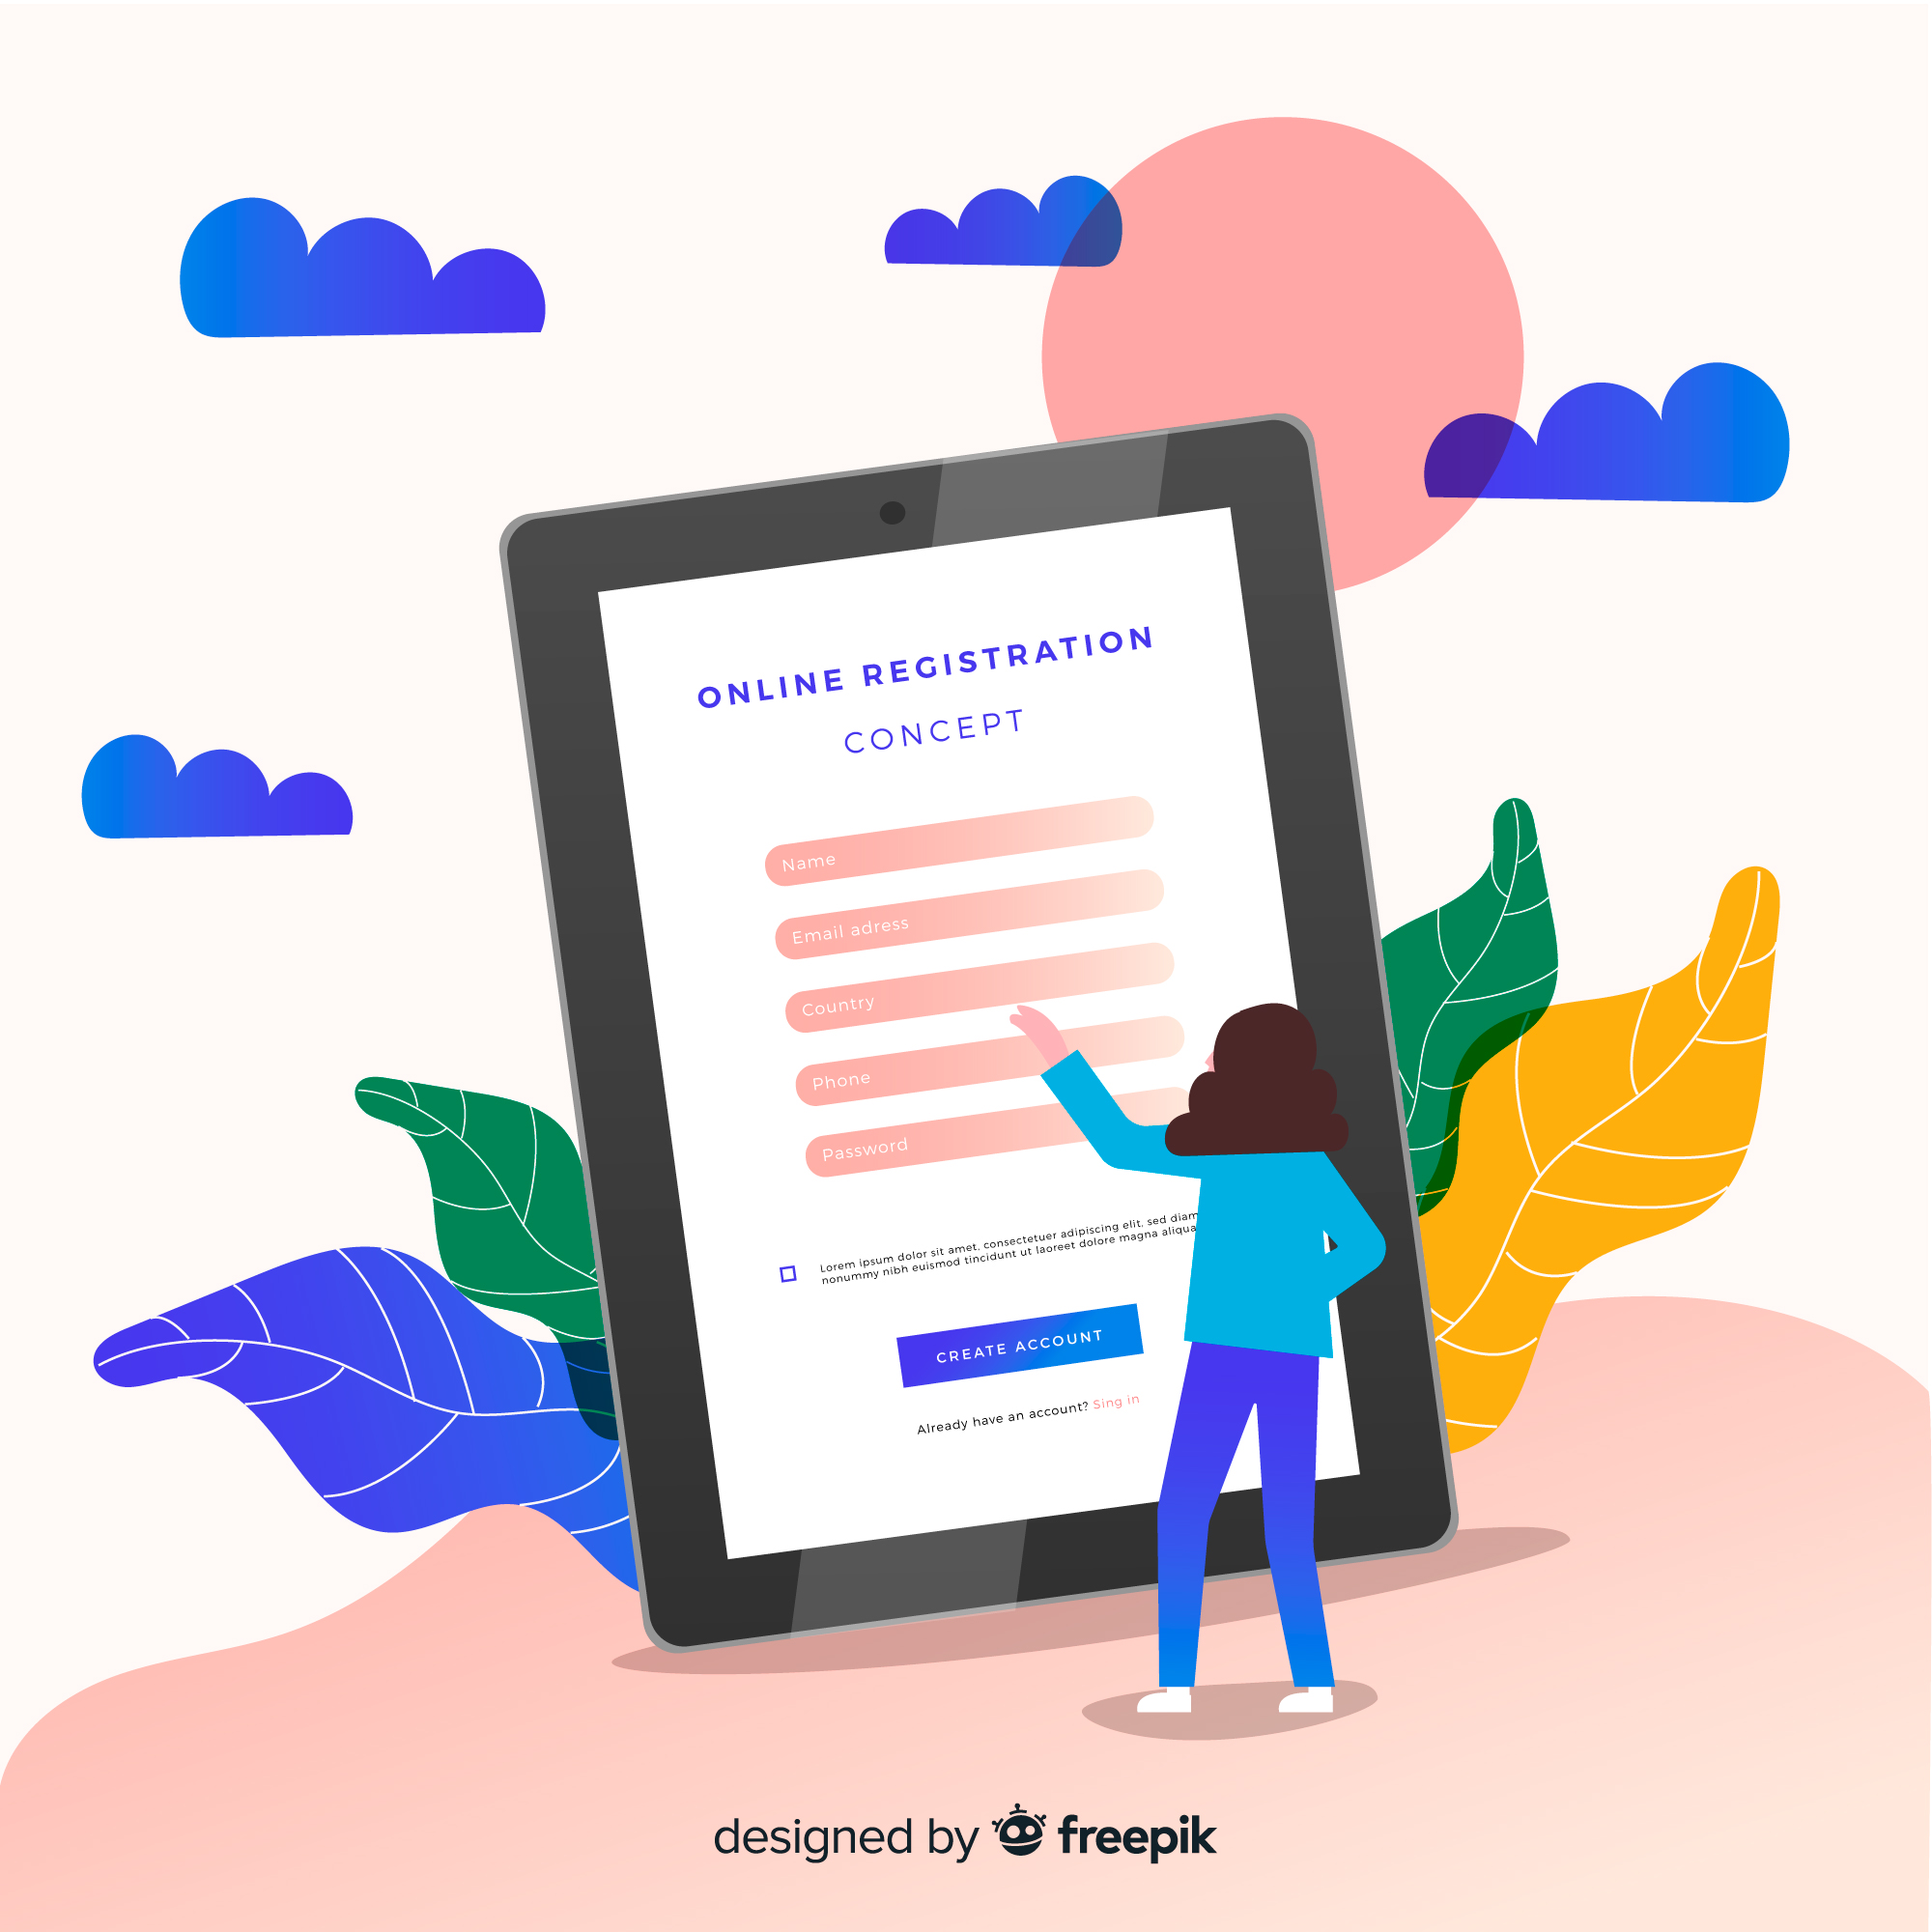 ONLINE REGISTRATION
CONCEPT
Name
Email adress
Country
Phone
Password
Lorem ipsum dolor sit amet, consectetuer adipiscing elit, sed diam
nonummy nibh euismod tincidunt ut laoreet dolore magna aliqua
CREATE ACCOUNT
Already have an account? Sing in
designed by freepik